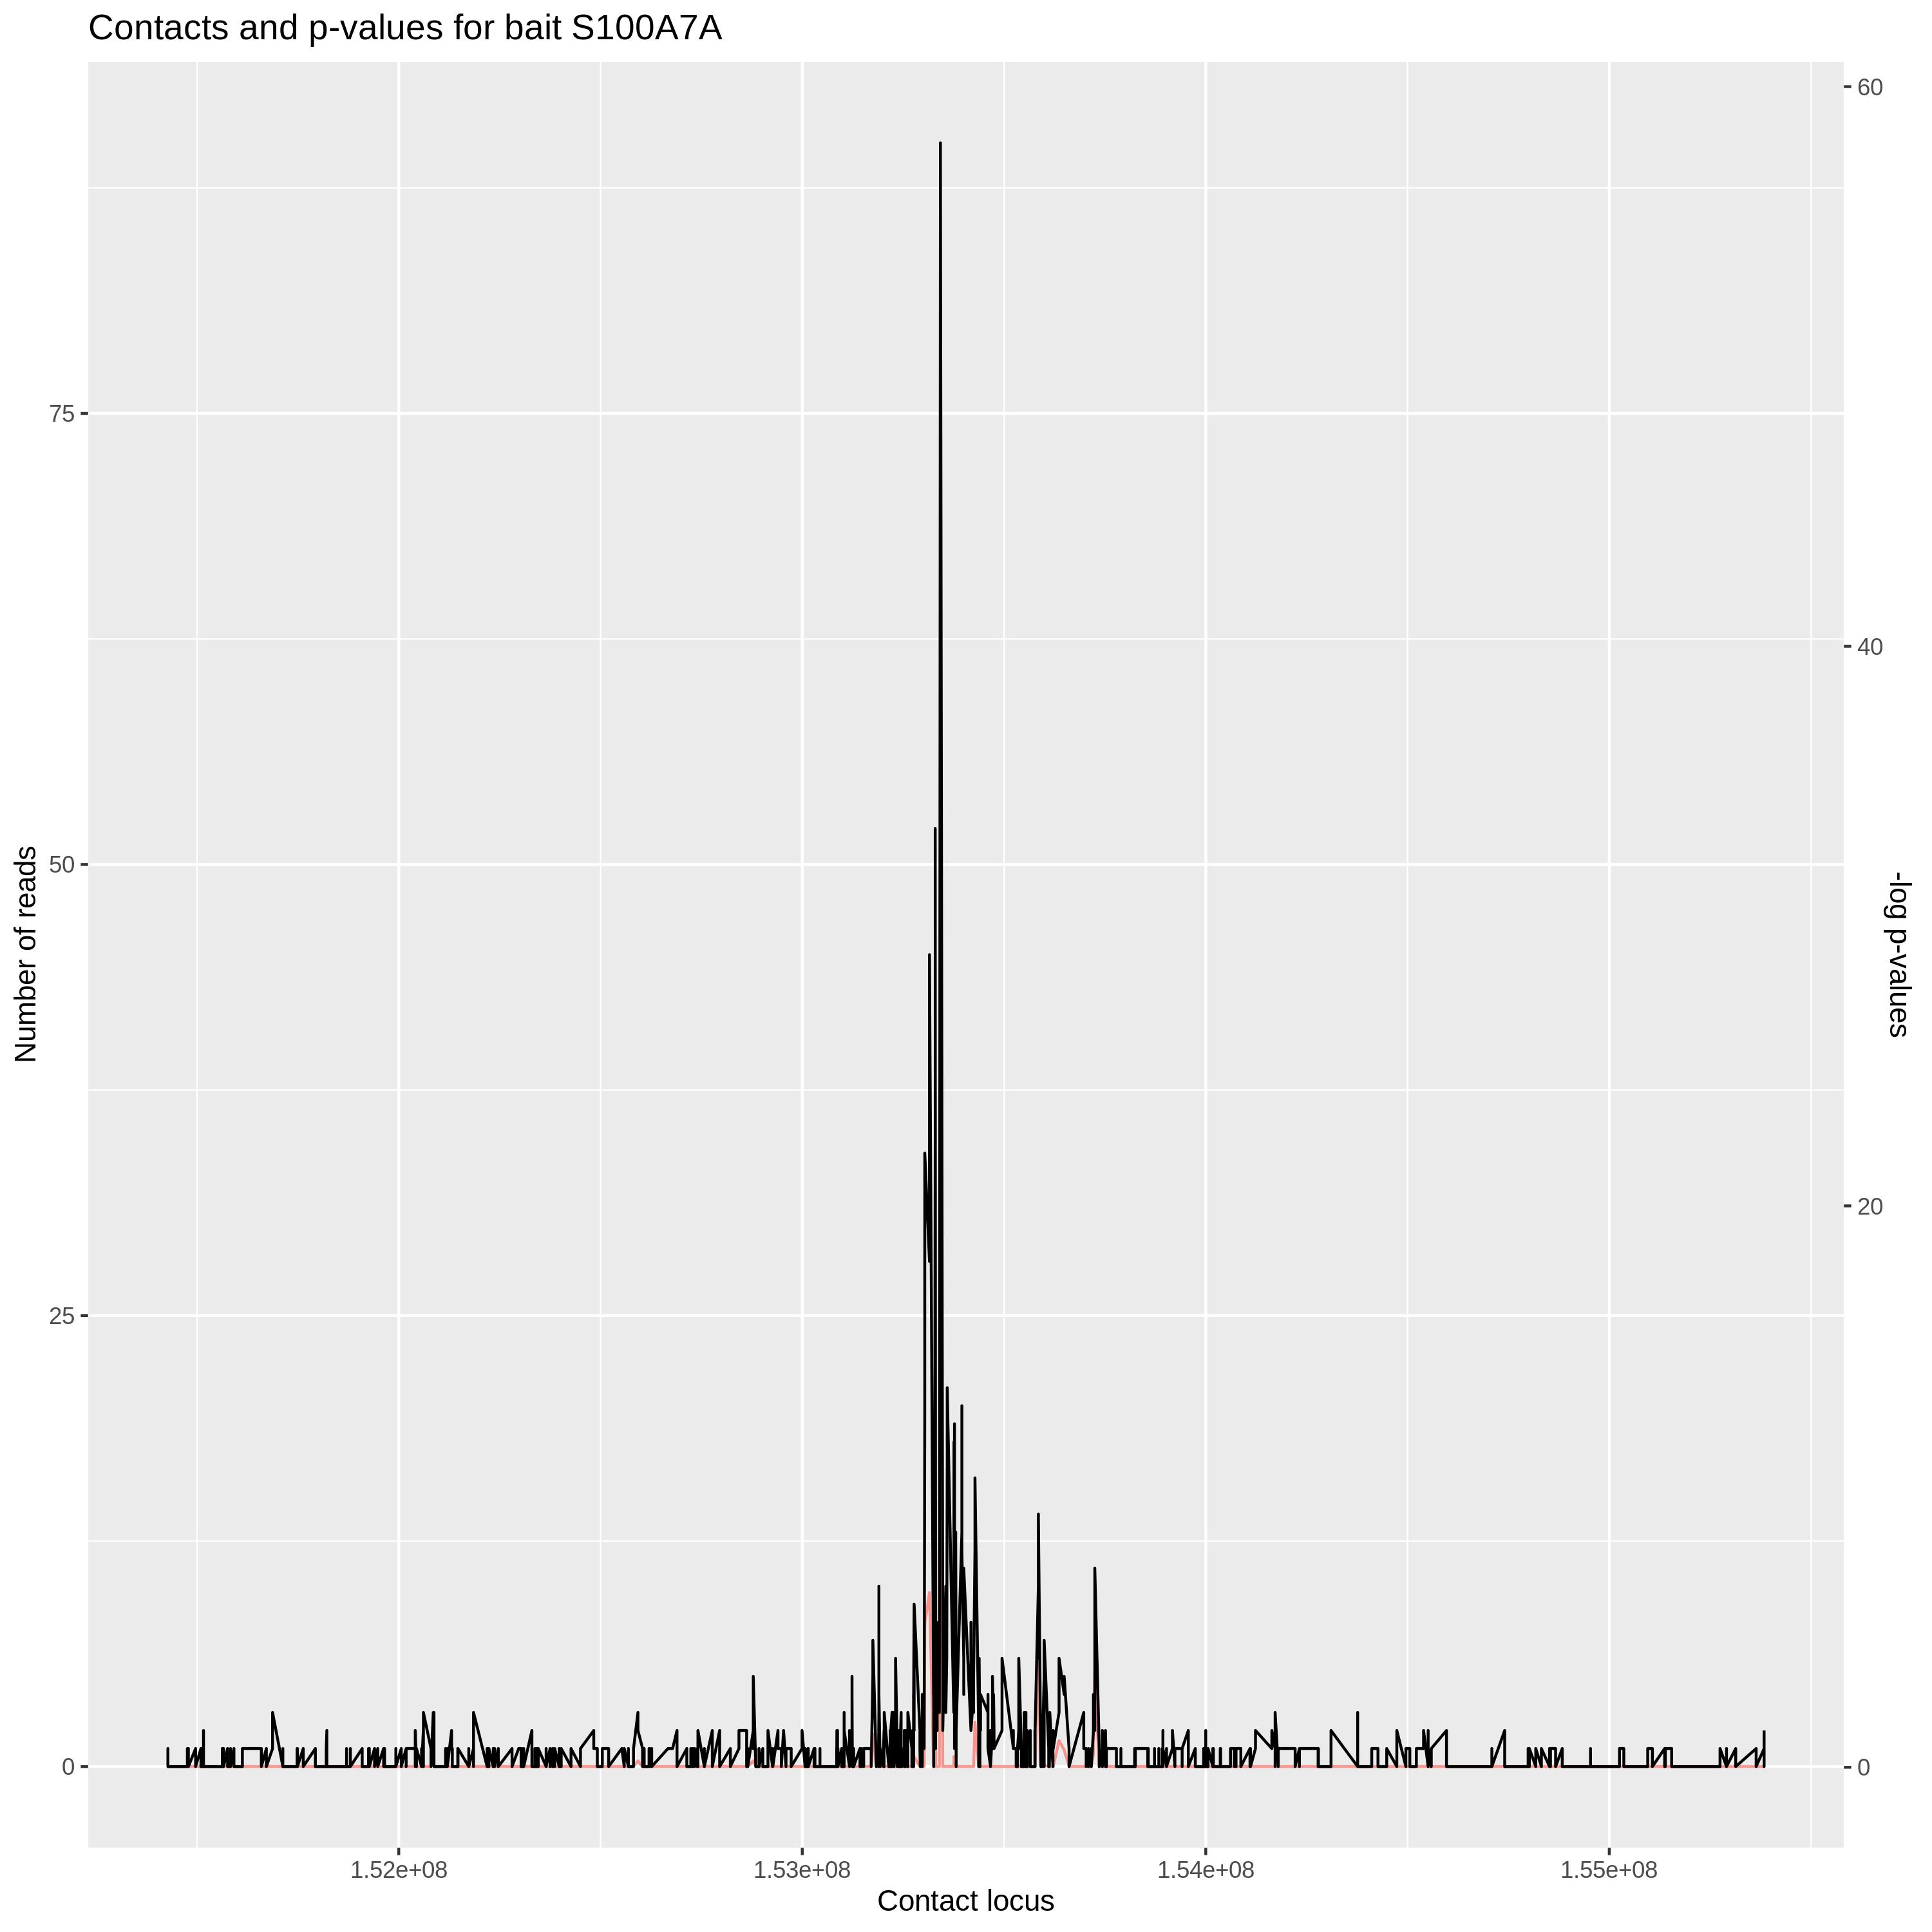 Contacts and p-values for bait S100A7A
Number of reads
75
50
25
0
60
40
20
0
-log p-values
1.52e+08 1.53e+08 1.54e+08 1.55e+08
Contact locus